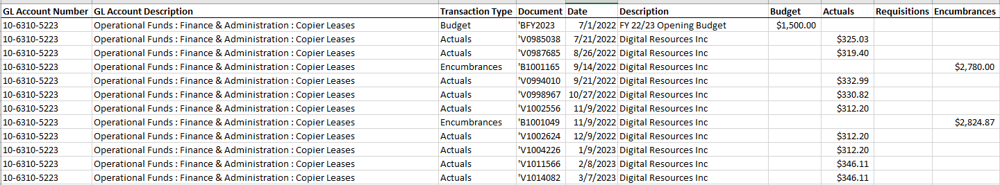 GL Account Number GL Account Description Transaction Type Document Date Description Budget Actuals Requisitions Encumbrances
10-6310-5223 Operational Funds : Finance & Administration : Copier Leases Budget 'BFY2023 7/1/2022 FY 22/23 Opening Budget $1,500.00
10-6310-5223 Operational Funds : Finance & Administration : Copier Leases Actuals 'V0985038 7/21/2022 Digital Resources Inc $325.03
10-6310-5223 Operational Funds : Finance & Administration : Copier Leases Actuals 'V0987685 8/26/2022 Digital Resources Inc $319.40
10-6310-5223 Operational Funds : Finance & Administration : Copier Leases Encumbrances 'B1001165 9/14/2022 Digital Resources Inc $2,780.00
10-6310-5223 Operational Funds : Finance & Administration : Copier Leases Actuals 'V0994010 9/21/2022 Digital Resources Inc $332.99
10-6310-5223 Operational Funds : Finance & Administration : Copier Leases Actuals 'V0998967 10/27/2022 Digital Resources Inc $330.82
10-6310-5223 Operational Funds : Finance & Administration : Copier Leases Actuals 'V1002556 11/9/2022 Digital Resources Inc $312.20
10-6310-5223 Operational Funds : Finance & Administration : Copier Leases Encumbrances 'B1001049 11/9/2022 Digital Resources Inc $2,824.87
10-6310-5223 Operational Funds : Finance & Administration : Copier Leases Actuals 'V1002624 12/9/2022 Digital Resources Inc $312.20
10-6310-5223 Operational Funds : Finance & Administration : Copier Leases Actuals 'V1004226 1/9/2023 Digital Resources Inc $312.20
10-6310-5223 Operational Funds : Finance & Administration : Copier Leases Actuals 'V1011566 2/8/2023 Digital Resources Inc $346.11
10-6310-5223 Operational Funds : Finance & Administration : Copier Leases Actuals 'V1014082 3/7/2023 Digital Resources Inc $346.11